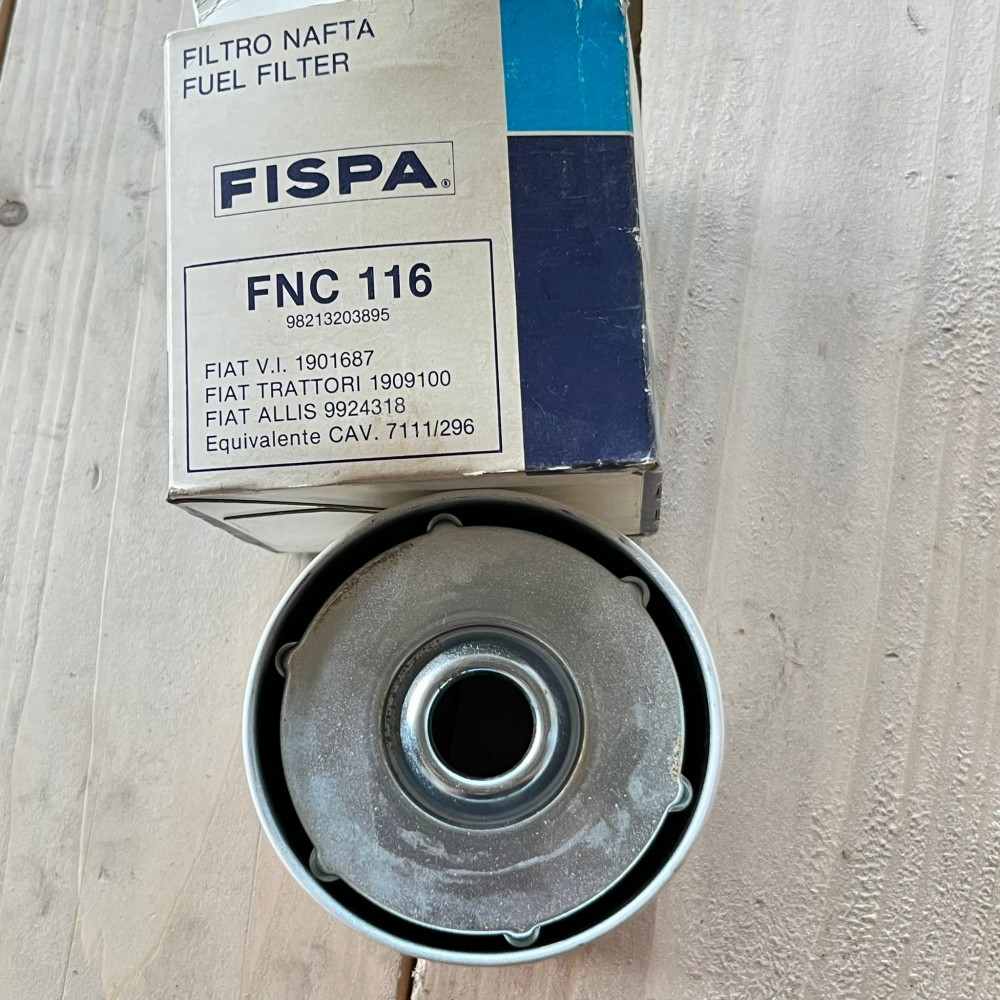 FILTRO NAFTA
FUEL FILTER
FISPA®
FNC 116
98213203895
FIAT V.I. 1901687
FIAT TRATTORI 1909100
FIAT ALLIS 9924318
Equivalente CAV. 7111/296